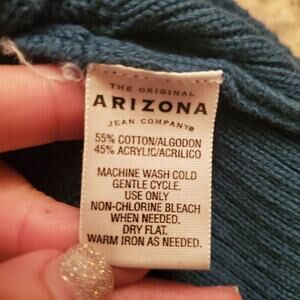 THE ORIGINAL
ARIZONA
JEAN COMPANY®
55% COTTON/ALGODON
45% ACRYLIC/ACRILICO
MACHINE WASH COLD
GENTLE CYCLE.
USE ONLY
NON-CHLORINE BLEACH
WHEN NEEDED.
DRY FLAT.
WARM IRON AS NEEDED.